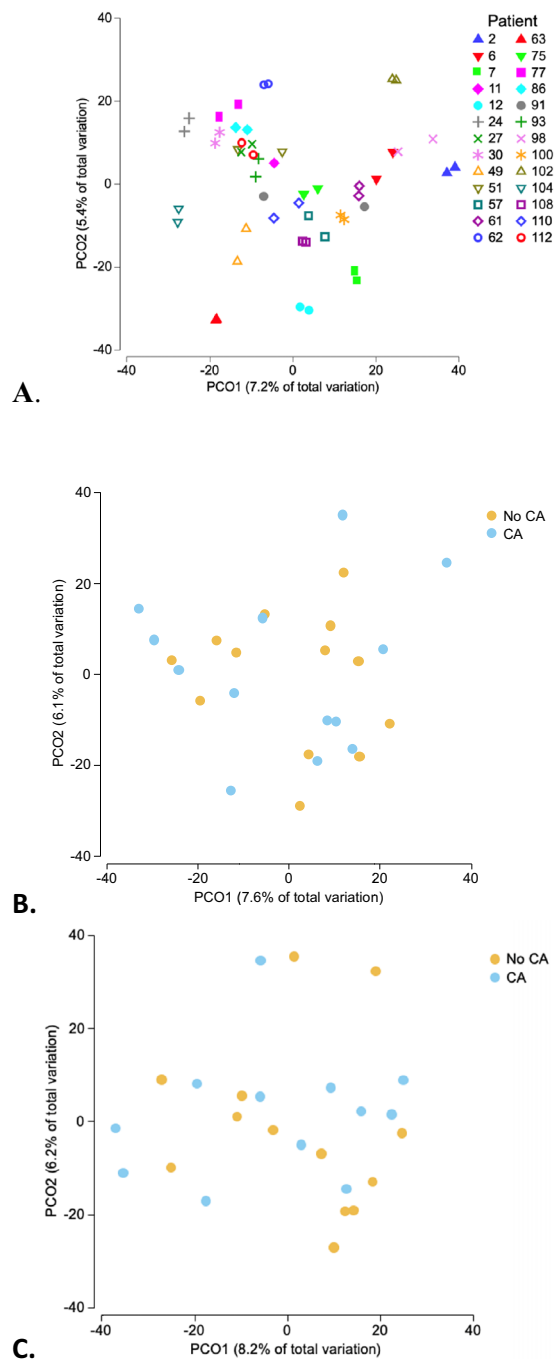 Patient
2 63
6 75
7 77
11 86
12 91
24 93
27 98
30 100
49 102
51 104
57 108
61 110
62 112
40
20
0
-20
-40
PCO2 (5.4% of total variation)
-40 -20 0 20 40
PCO1 (7.2% of total variation)
A.
No CA
CA
40
20
0
-20
-40
PCO2 (6.1% of total variation)
-40 -20 0 20 40
PCO1 (7.6% of total variation)
B.
No CA
CA
40
20
0
-20
-40
PCO2 (6.2% of total variation)
-40 -20 0 20 40
PCO1 (8.2% of total variation)
C.